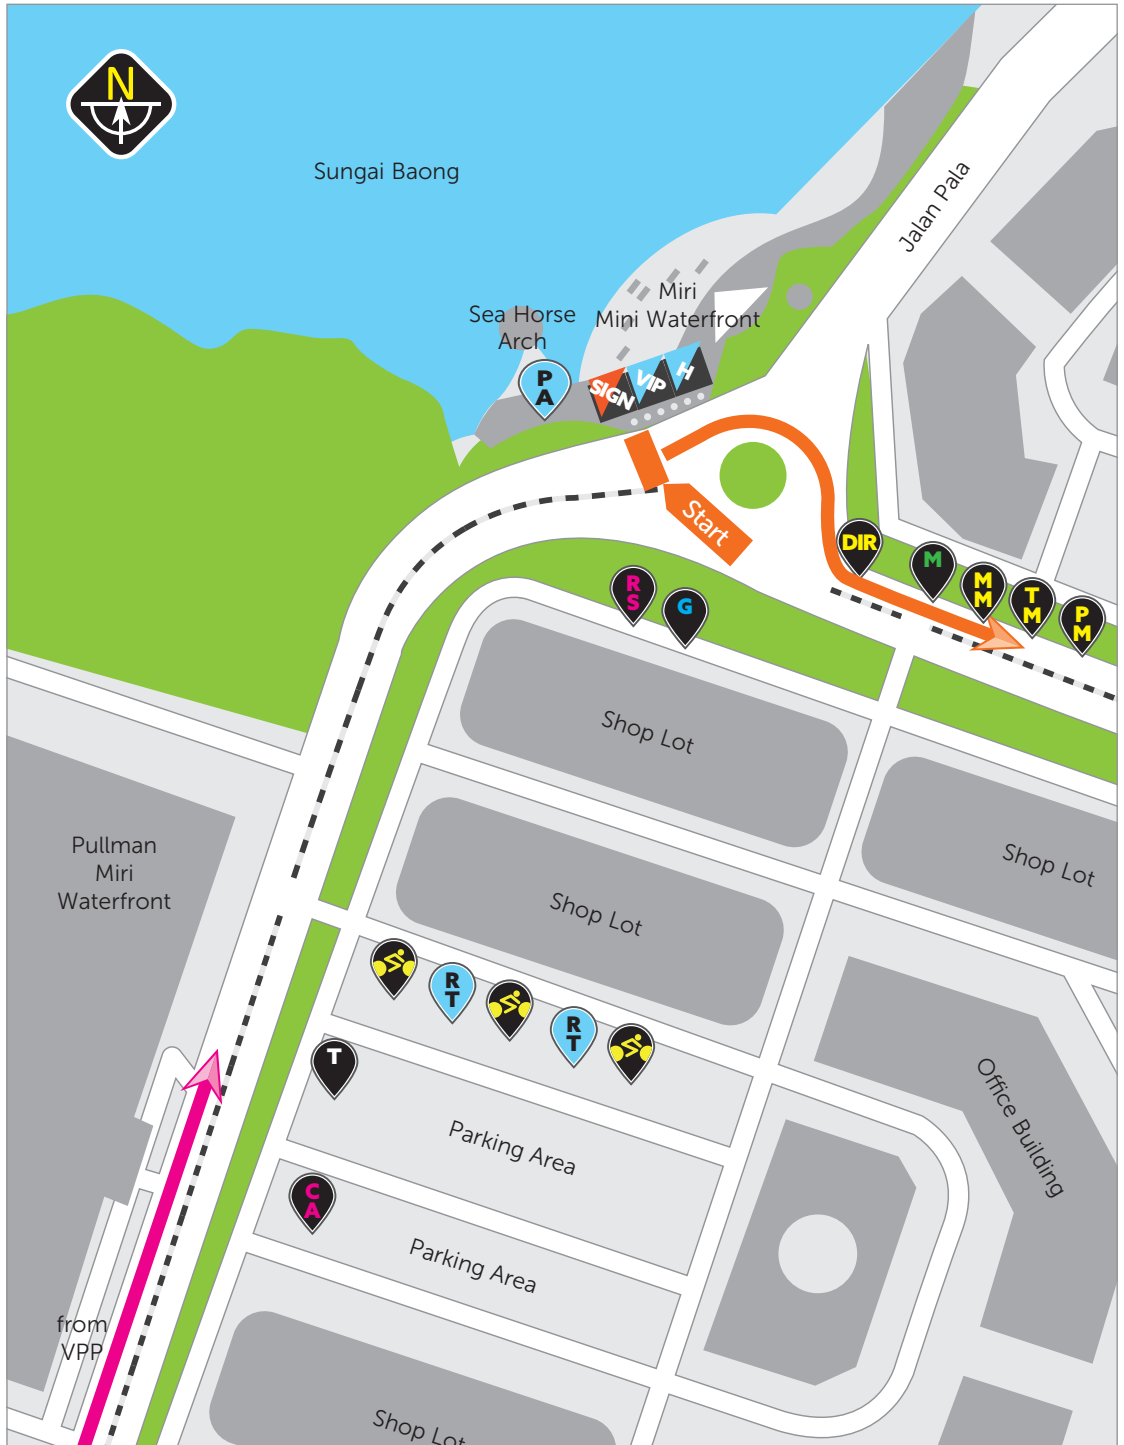 N
Sungai Baong
Jalan Pala
Miri
Mini Waterfront
Sea Horse
Arch
P
A
SIGN
VIP
H
Start
DIR
M
M
M
T
M
P
M
R
S
G
Shop Lot
Shop Lot
Shop Lot
Pullman
Miri
Waterfront
R
T
R
T
T
Parking Area
Office Building
C
A
Parking Area
from
VPP
Shop Lot